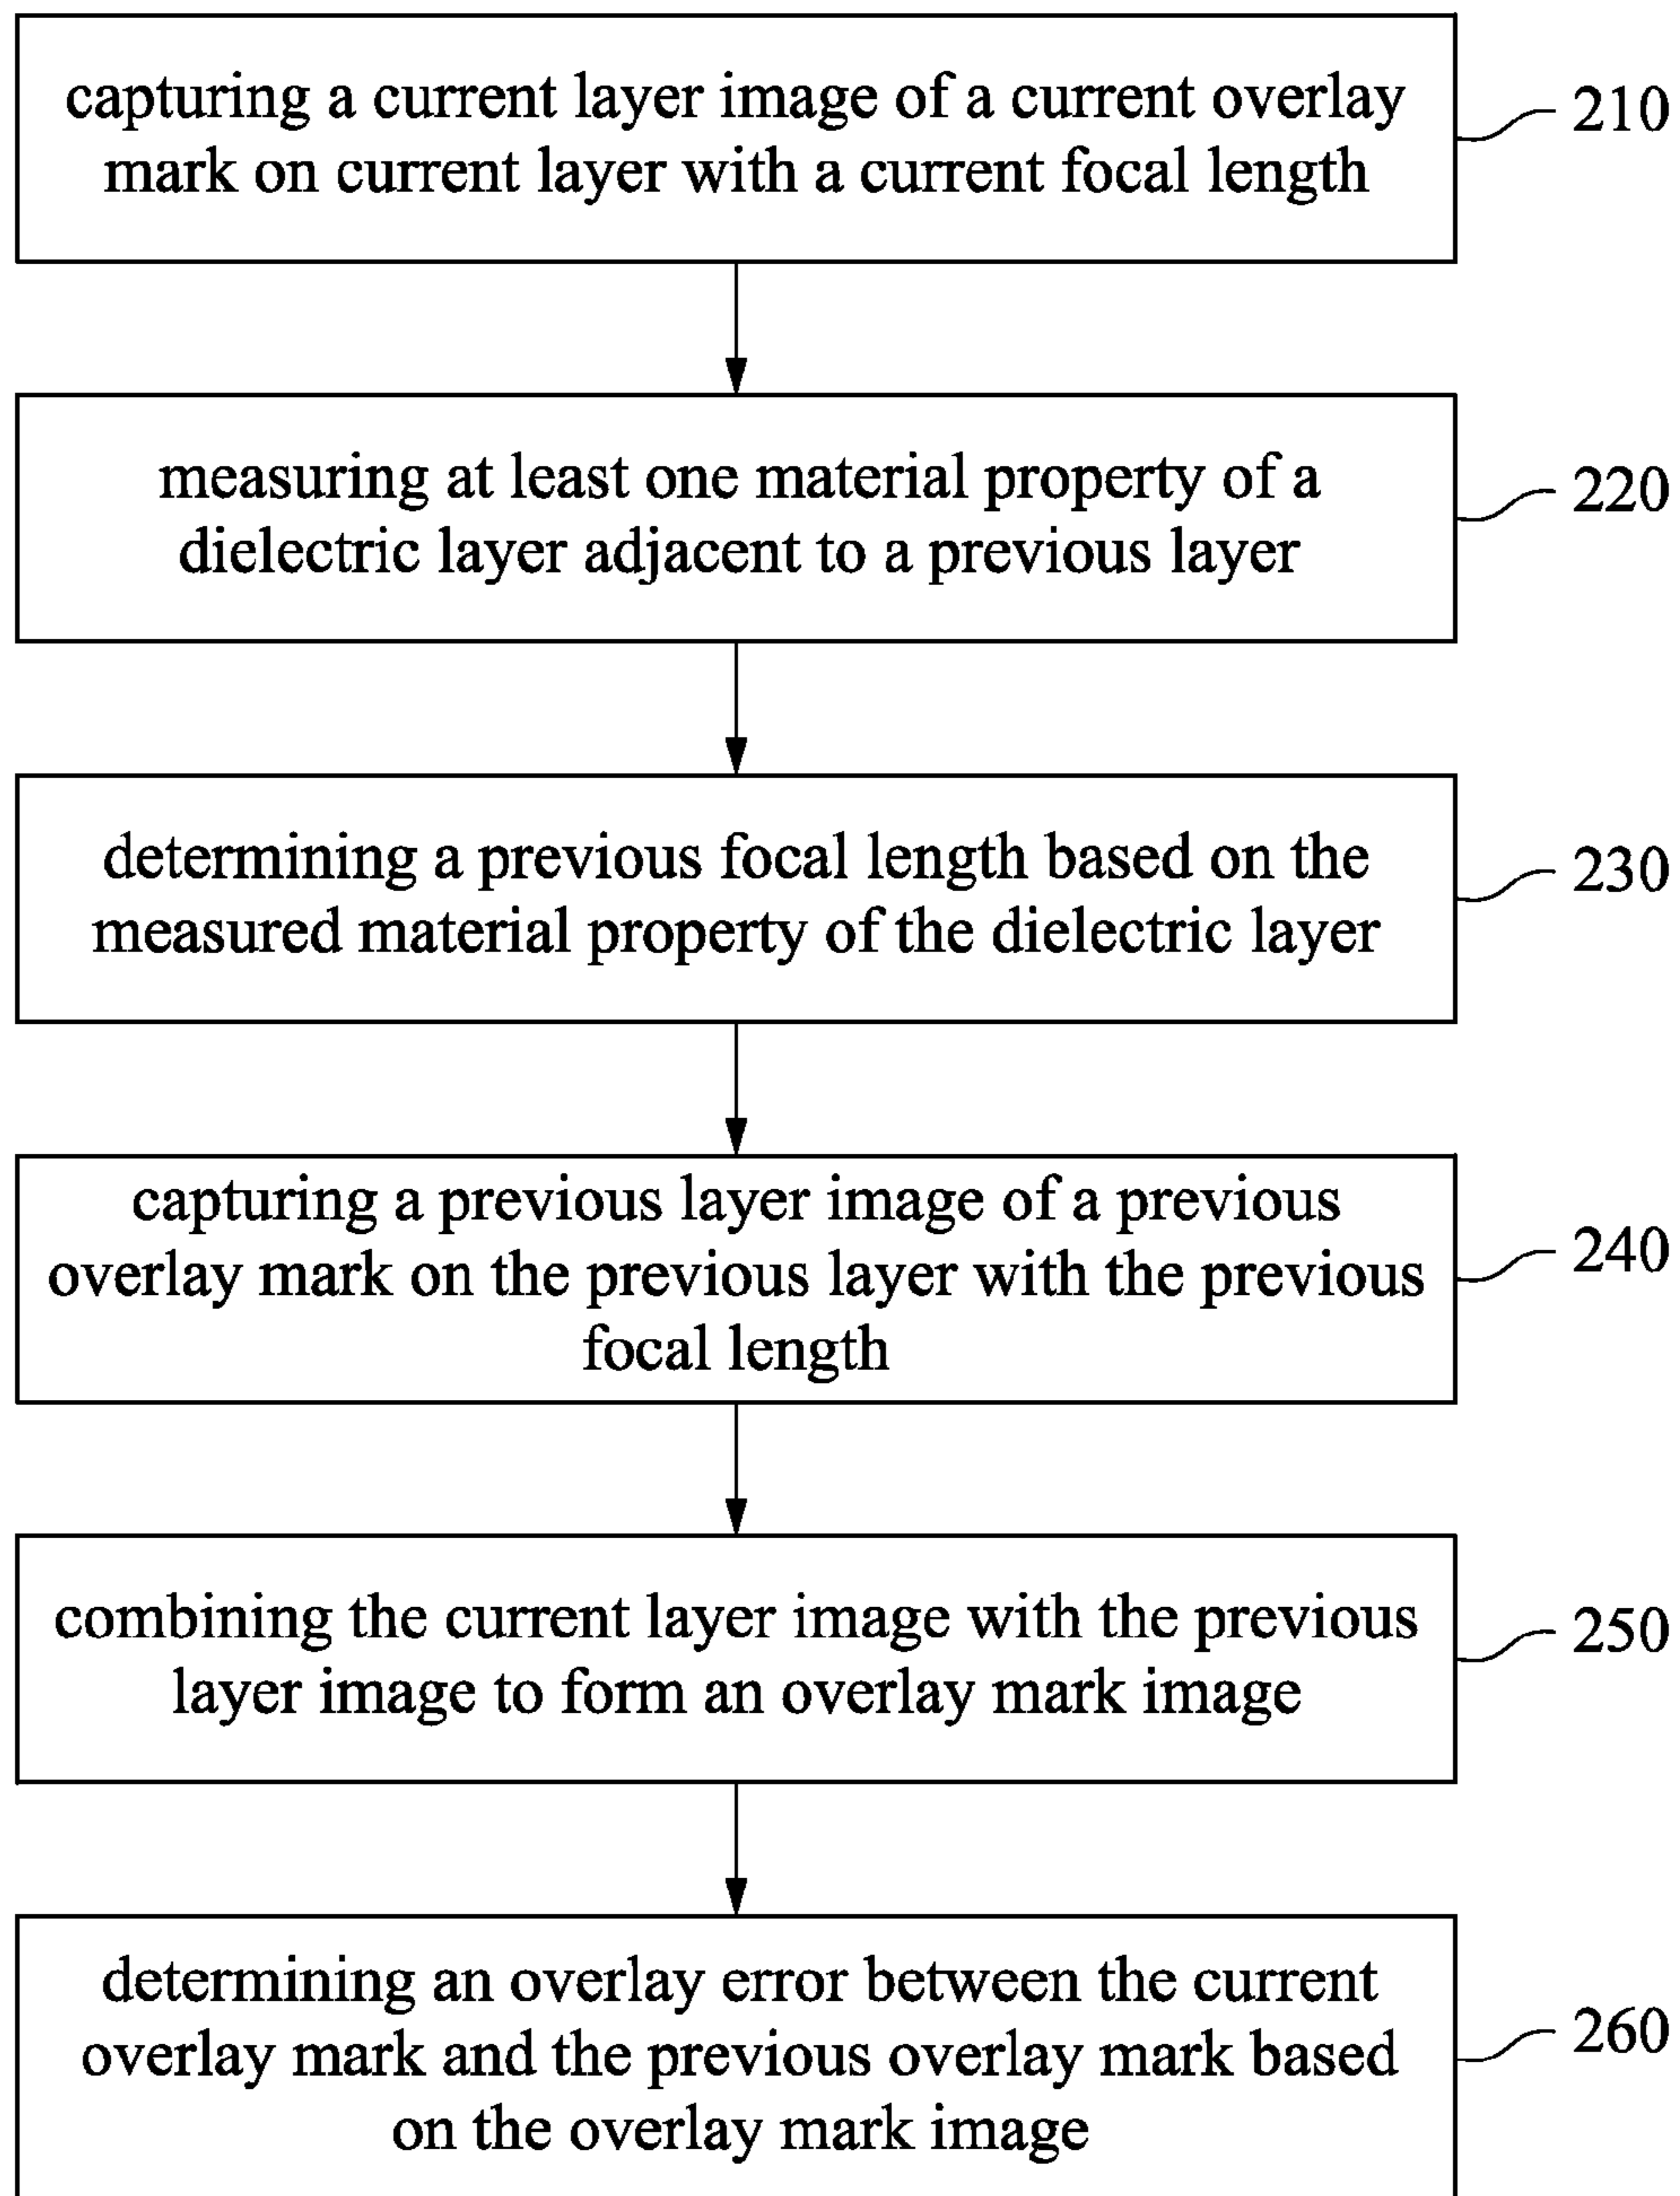 capturing a current layer image of a current overlay
mark on current layer with a current focal length
210
measuring at least one material property of a
dielectric layer adjacent to a previous layer
220
determining a previous focal length based on the
measured material property of the dielectric layer
230
capturing a previous layer image of a previous
overlay mark on the previous layer with the previous
focal length
240
combining the current layer image with the previous
layer image to form an overlay mark image
250
determining an overlay error between the current
overlay mark and the previous overlay mark based
on the overlay mark image
260